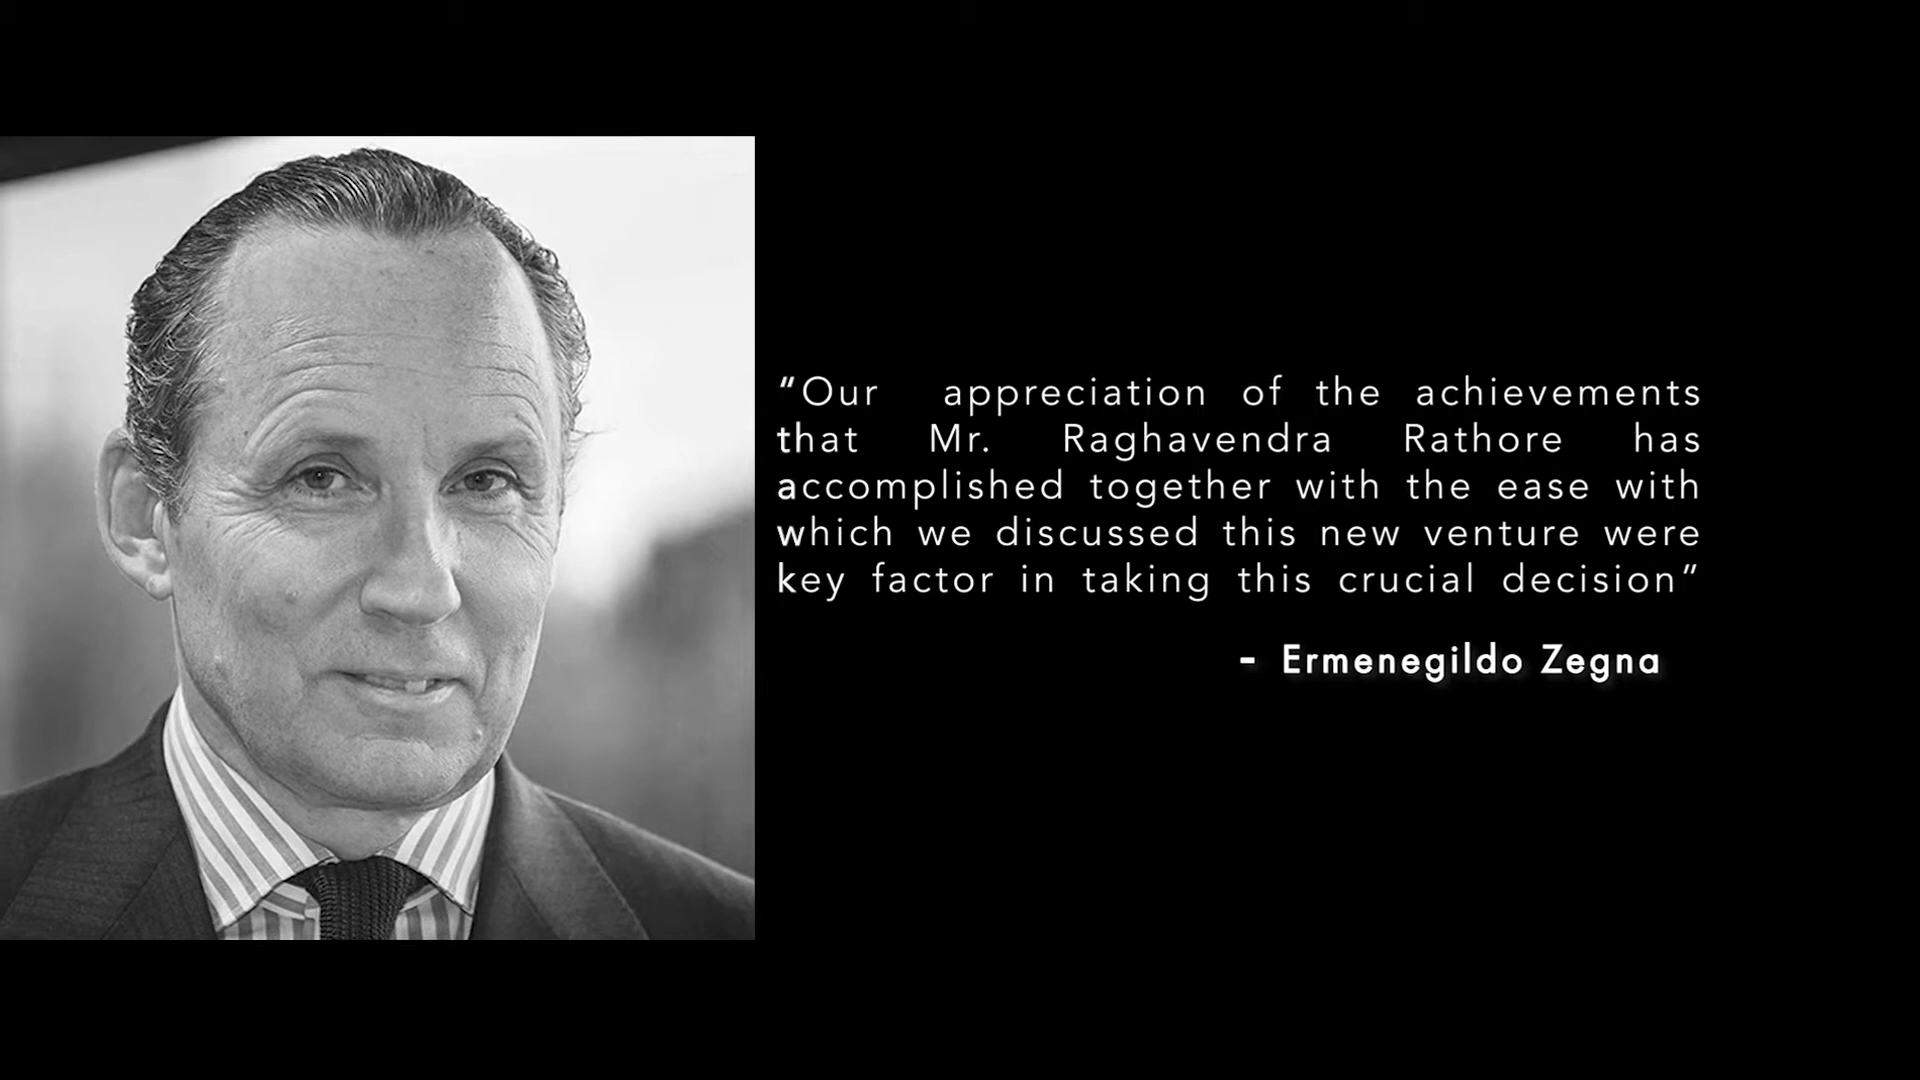 “Our appreciation of the achievements
that Mr. Raghavendra Rathore has
accomplished together with the ease with
which we discussed this new venture were
key factor in taking this crucial decision”
- Ermenegildo Zegna